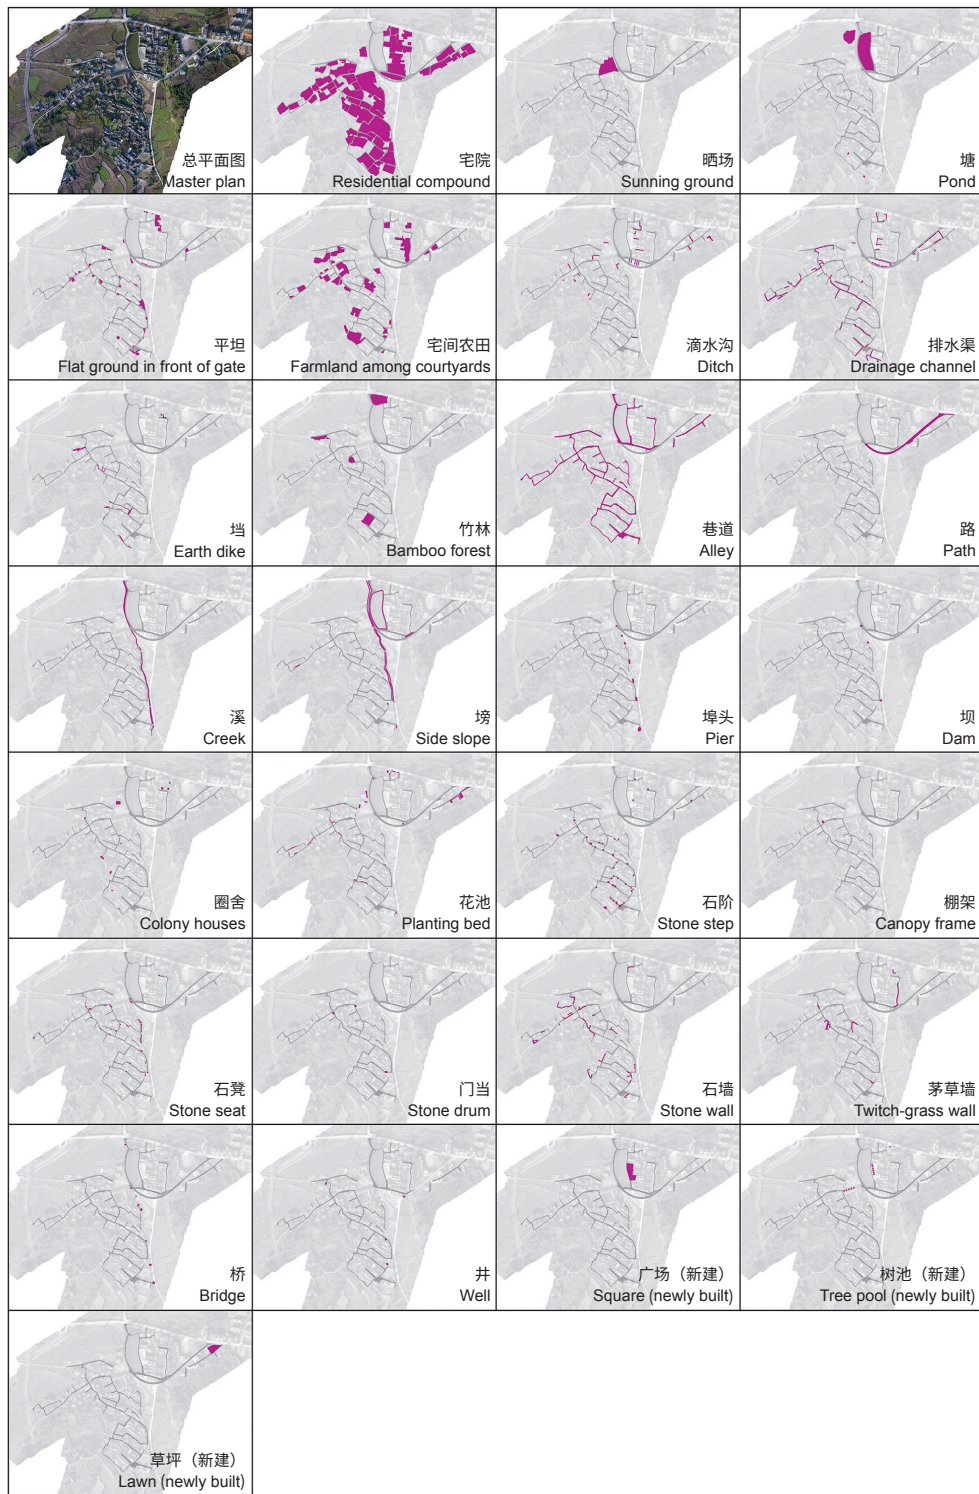 总平面图
Master plan
宅院
Residential compound
晒场
Sunning ground
塘
Pond
平坦
Flat ground in front of gate
宅间农田
Farmland among courtyards
滴水沟
Ditch
排水渠
Drainage channel
垱
Earth dike
竹林
Bamboo forest
巷道
Alley
路
Path
溪
Creek
塝
Side slope
埠头
Pier
坝
Dam
圈舍
Colony houses
花池
Planting bed
石阶
Stone step
棚架
Canopy frame
石凳
Stone seat
门当
Stone drum
石墙
Stone wall
茅草墙
Twitch-grass wall
桥
Bridge
井
Well
广场（新建）
Square (newly built)
树池（新建）
Tree pool (newly built)
草坪（新建）
Lawn (newly built)